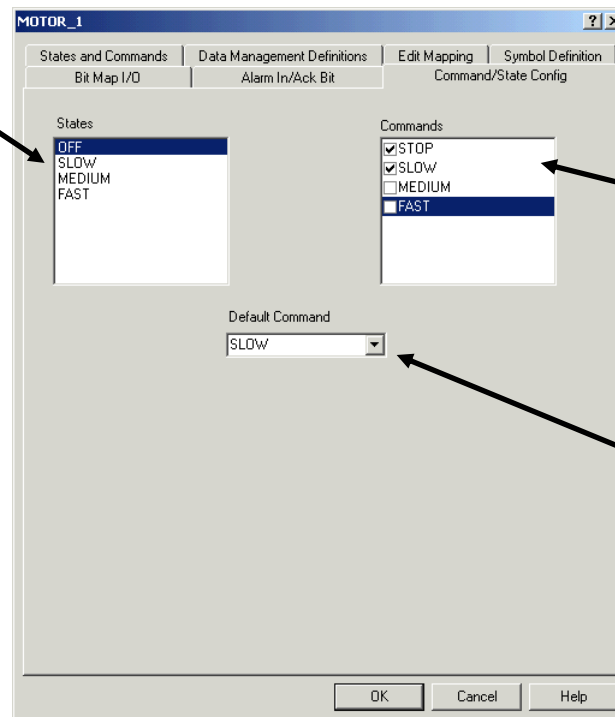 MOTOR_1
States and Commands
Data Management Definitions
Edit Mapping
Symbol Definition
Bit Map I/O
Alarm In/Ack Bit
Command/State Config
States
OFF
SLOW
MEDIUM
FAST
Commands
STOP
SLOW
MEDIUM
FAST
Default Command
SLOW
OK
Cancel
Help